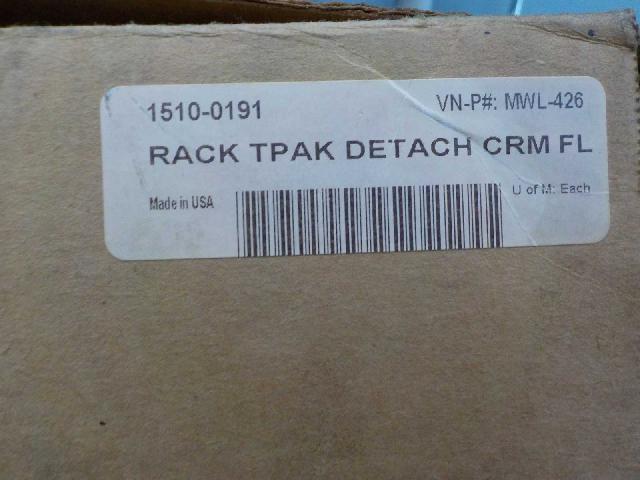 1510-0191 VN-P#: MWL-426
RACK TPAK DETACH CRM FL
Made in USA U of M: Each